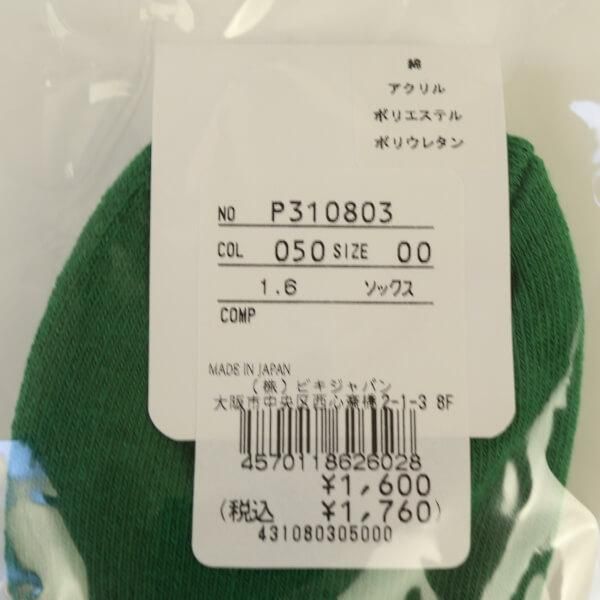 綿
アクリル
ポリエステル
ポリウレタン
NO P310803
COL 050 SIZE 00
1.6 ソックス
COMP
MADE IN JAPAN
(株)ビキジャパン
大阪市中央区西心斎橋2-1-3 8F
4570118626028
¥1,600
(税込 ¥1,760)
431080305000